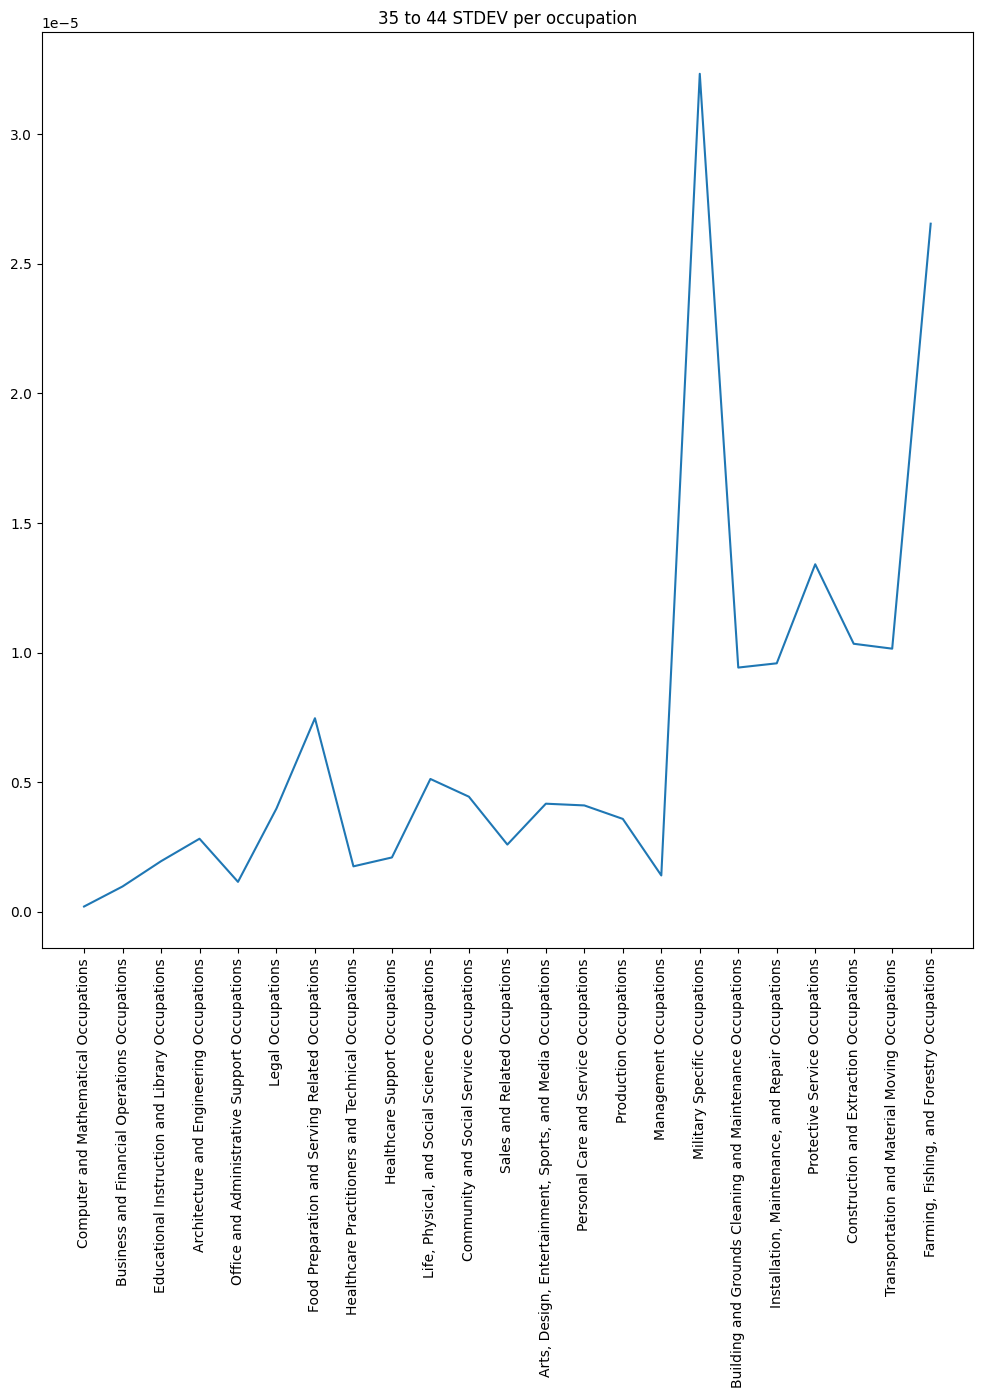 35 to 44 STDEV per occupation
1e−5
3.0
2.5
2.0
1.5
1.0
0.5
0.0
Computer and Mathematical Occupations
Business and Financial Operations Occupations
Educational Instruction and Library Occupations
Architecture and Engineering Occupations
Office and Administrative Support Occupations
Legal Occupations
Food Preparation and Serving Related Occupations
Healthcare Practitioners and Technical Occupations
Healthcare Support Occupations
Life, Physical, and Social Science Occupations
Community and Social Service Occupations
Sales and Related Occupations
Arts, Design, Entertainment, Sports, and Media Occupations
Personal Care and Service Occupations
Production Occupations
Management Occupations
Military Specific Occupations
Building and Grounds Cleaning and Maintenance Occupations
Installation, Maintenance, and Repair Occupations
Protective Service Occupations
Construction and Extraction Occupations
Transportation and Material Moving Occupations
Farming, Fishing, and Forestry Occupations